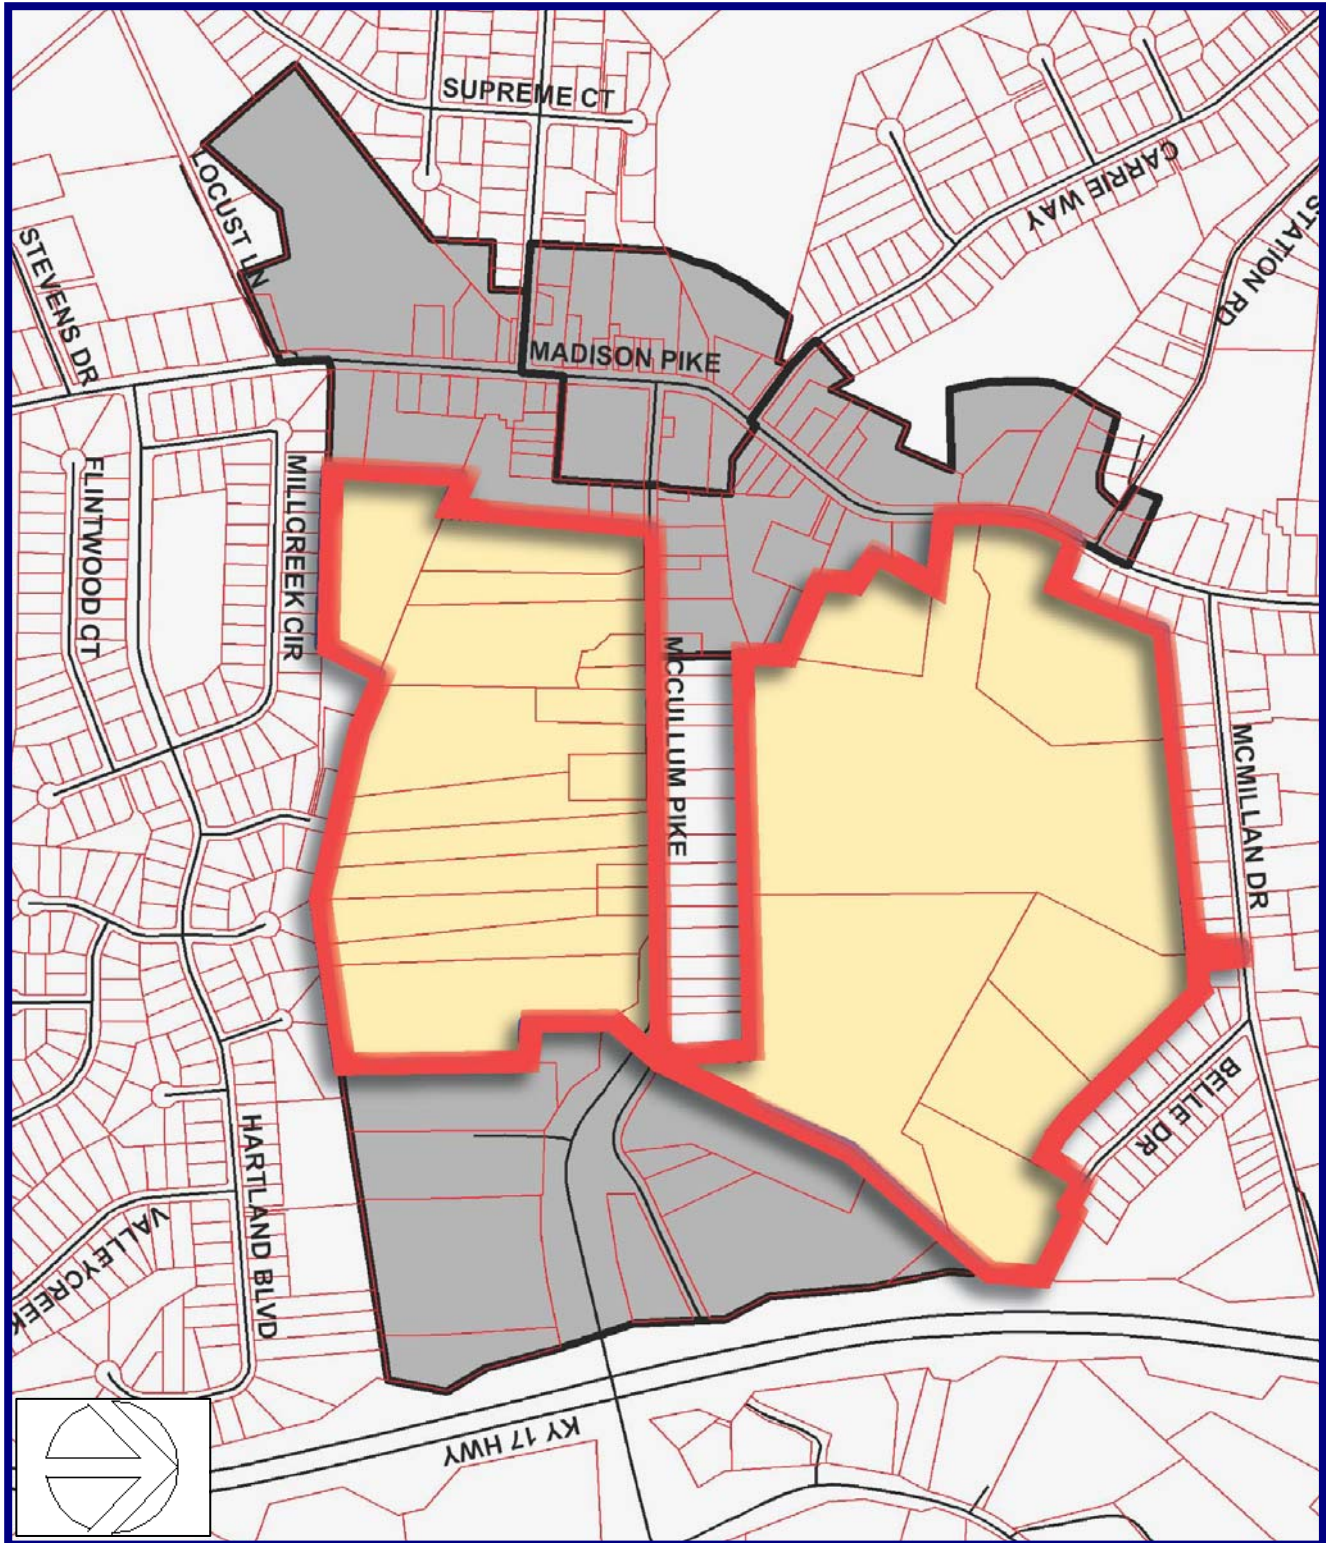 SUPREME CT
CARRIE WAY
STATION RD
LOCUST LN
STEVENS DR
MADISON PIKE
FLINTWOOD CT
MILLCREEK CIR
MCCULLUM PIKE
MCMILLAN DR
BELLE DR
HARTLAND BLVD
VALLEYCREEK
KY 17 HWY